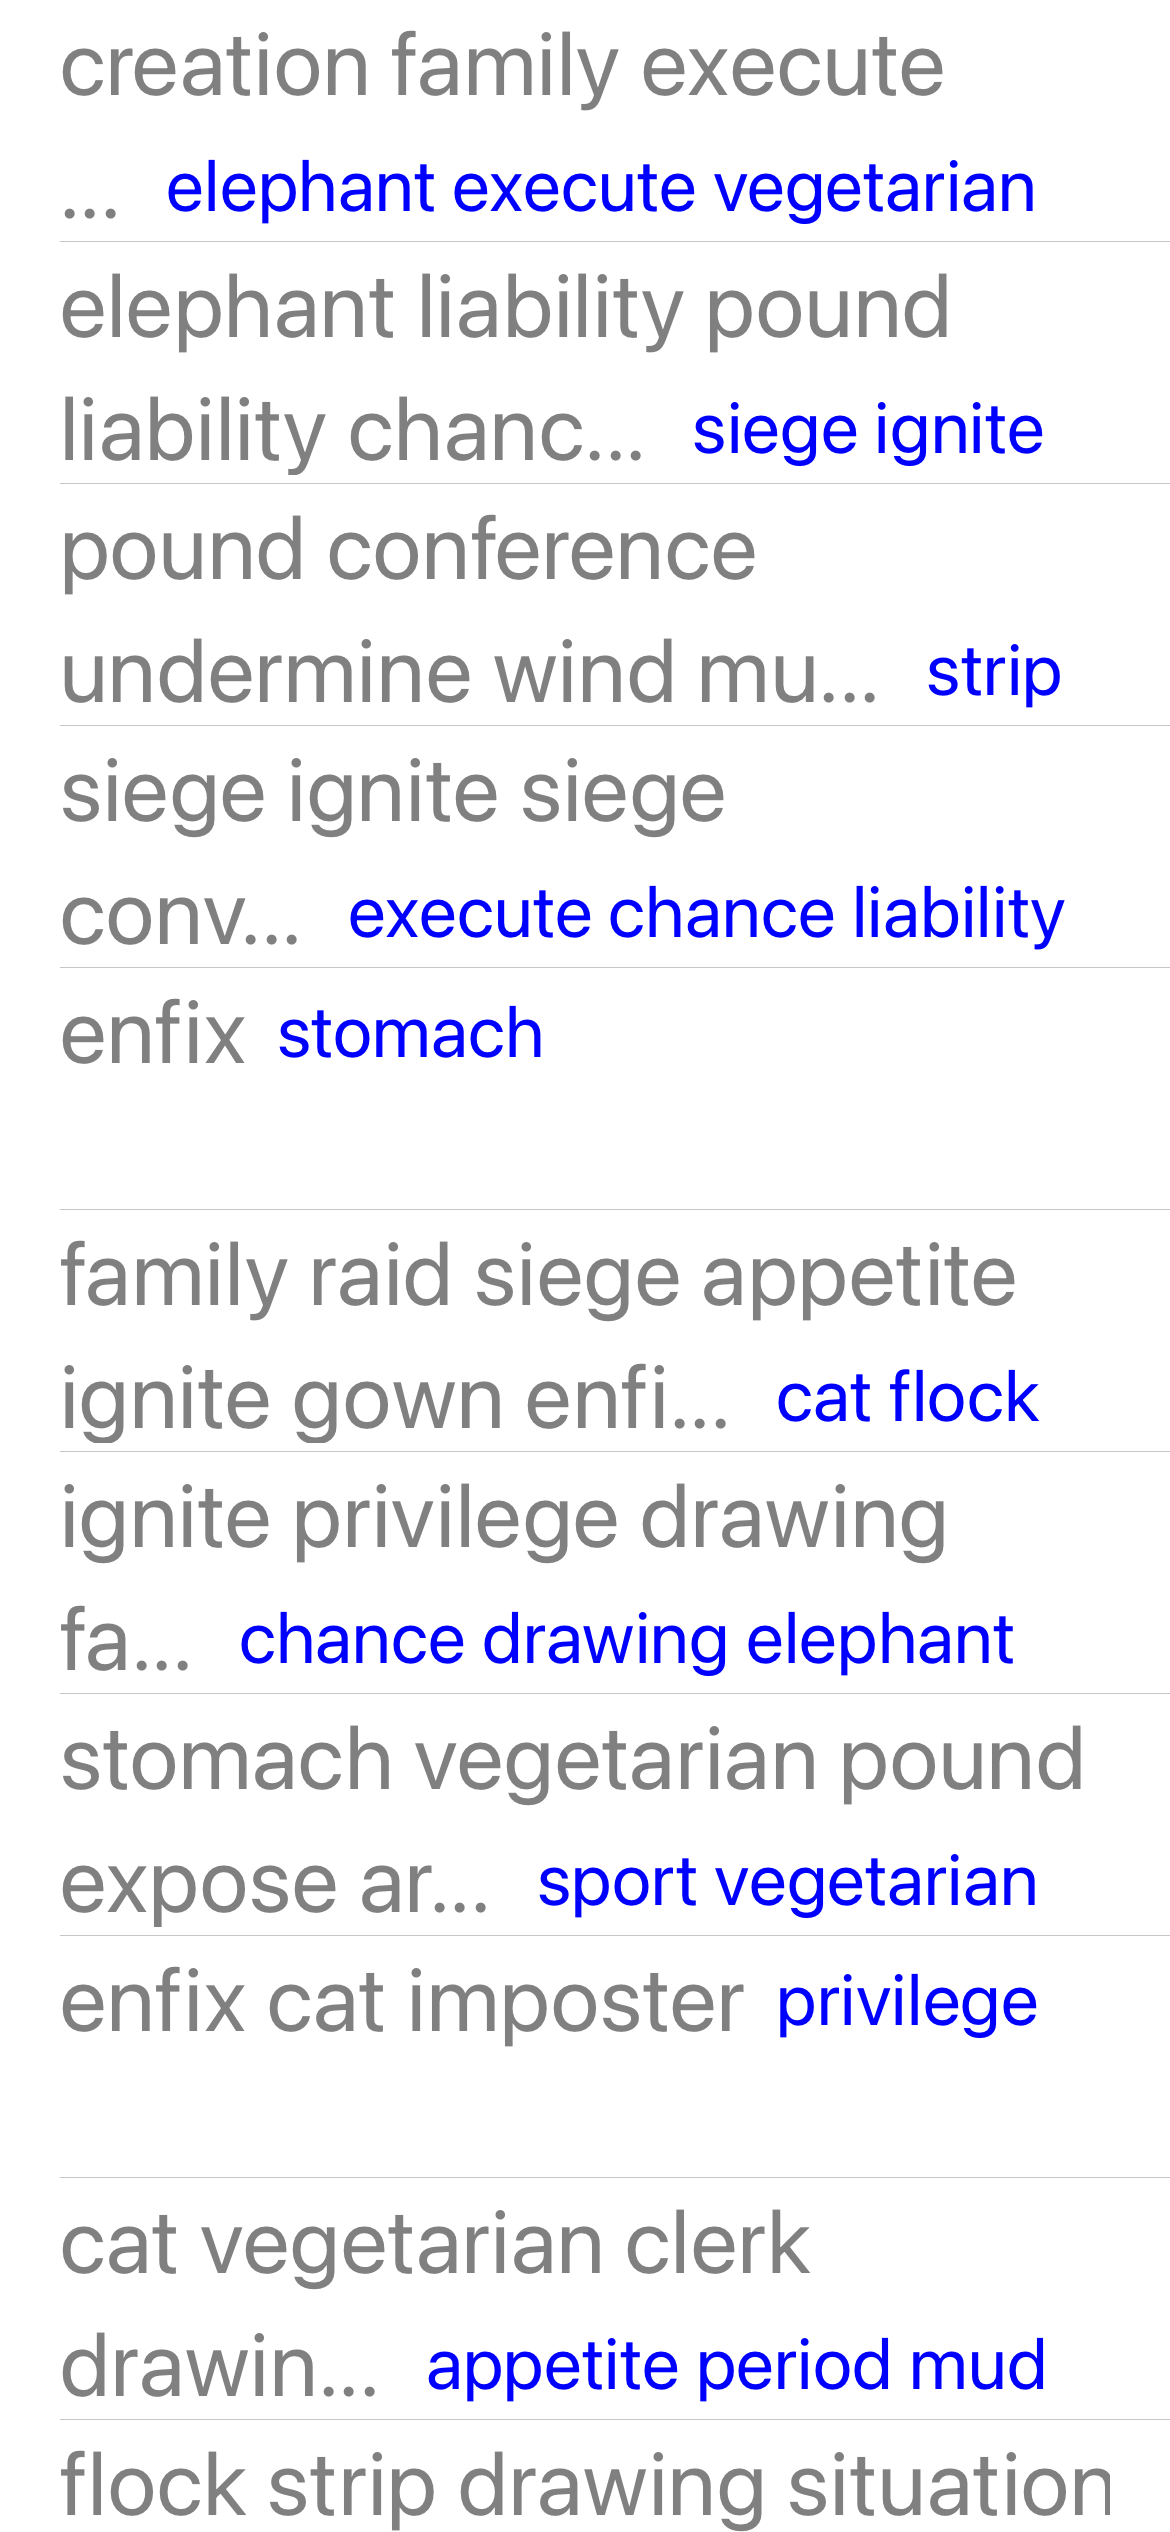 creation family execute
... elephant execute vegetarian
elephant liability pound
liability chanc... siege ignite
pound conference
undermine wind mu... strip
siege ignite siege
conv... execute chance liability
enfix stomach
family raid siege appetite
ignite gown enfi... cat flock
ignite privilege drawing
fa... chance drawing elephant
stomach vegetarian pound
expose ar... sport vegetarian
enfix cat imposter privilege
cat vegetarian clerk
drawin... appetite period mud
flock strip drawing situation